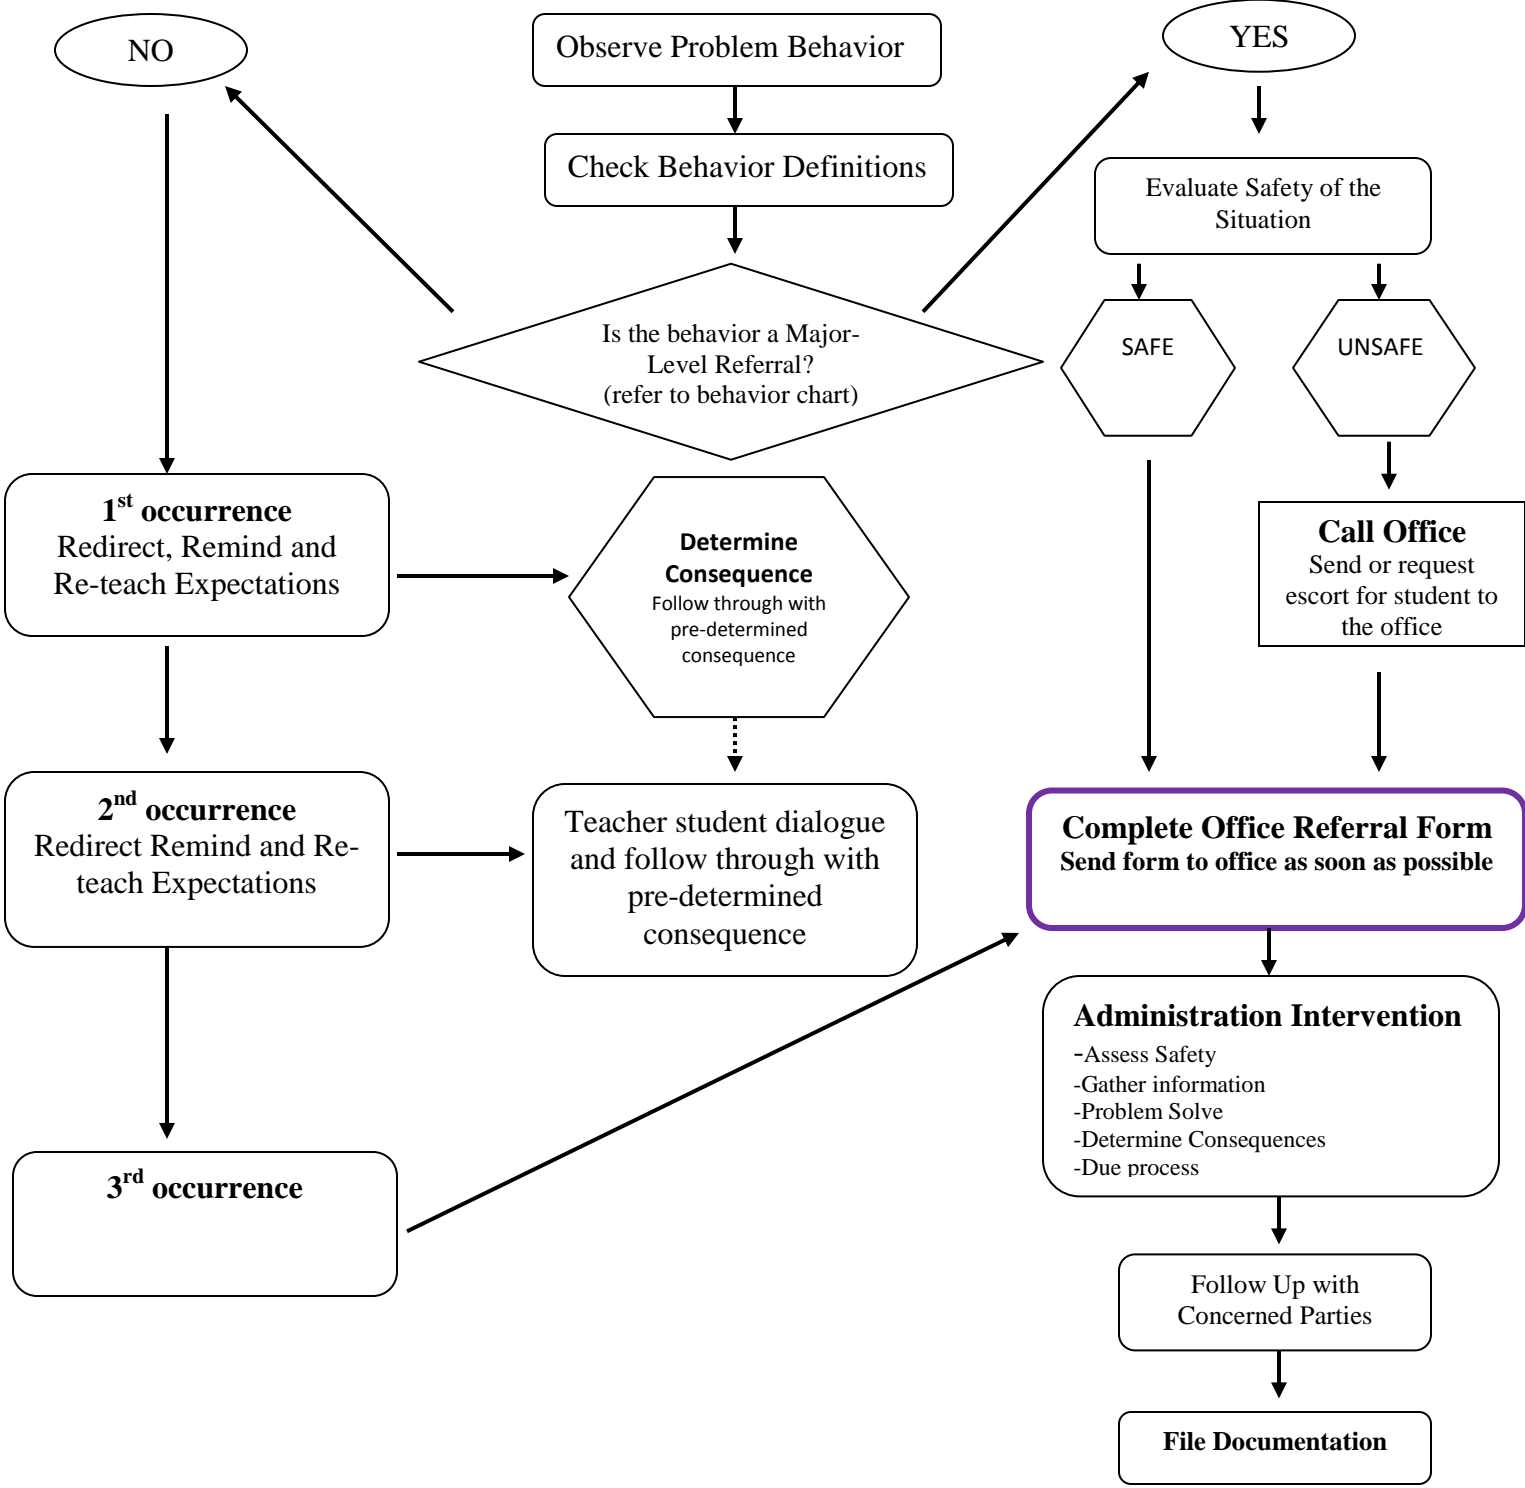 NO
Observe Problem Behavior
YES
Check Behavior Definitions
Evaluate Safety of the
Situation
Is the behavior a Major-
Level Referral?
(refer to behavior chart)
SAFE
UNSAFE
1st occurrence
Redirect, Remind and
Re-teach Expectations
Determine
Consequence
Follow through with
pre-determined
consequence
Call Office
Send or request
escort for student to
the office
2nd occurrence
Redirect Remind and Re-
teach Expectations
Teacher student dialogue
and follow through with
pre-determined
consequence
Complete Office Referral Form
Send form to office as soon as possible
Administration Intervention
-Assess Safety
-Gather information
-Problem Solve
-Determine Consequences
-Due process
3rd occurrence
Follow Up with
Concerned Parties
File Documentation